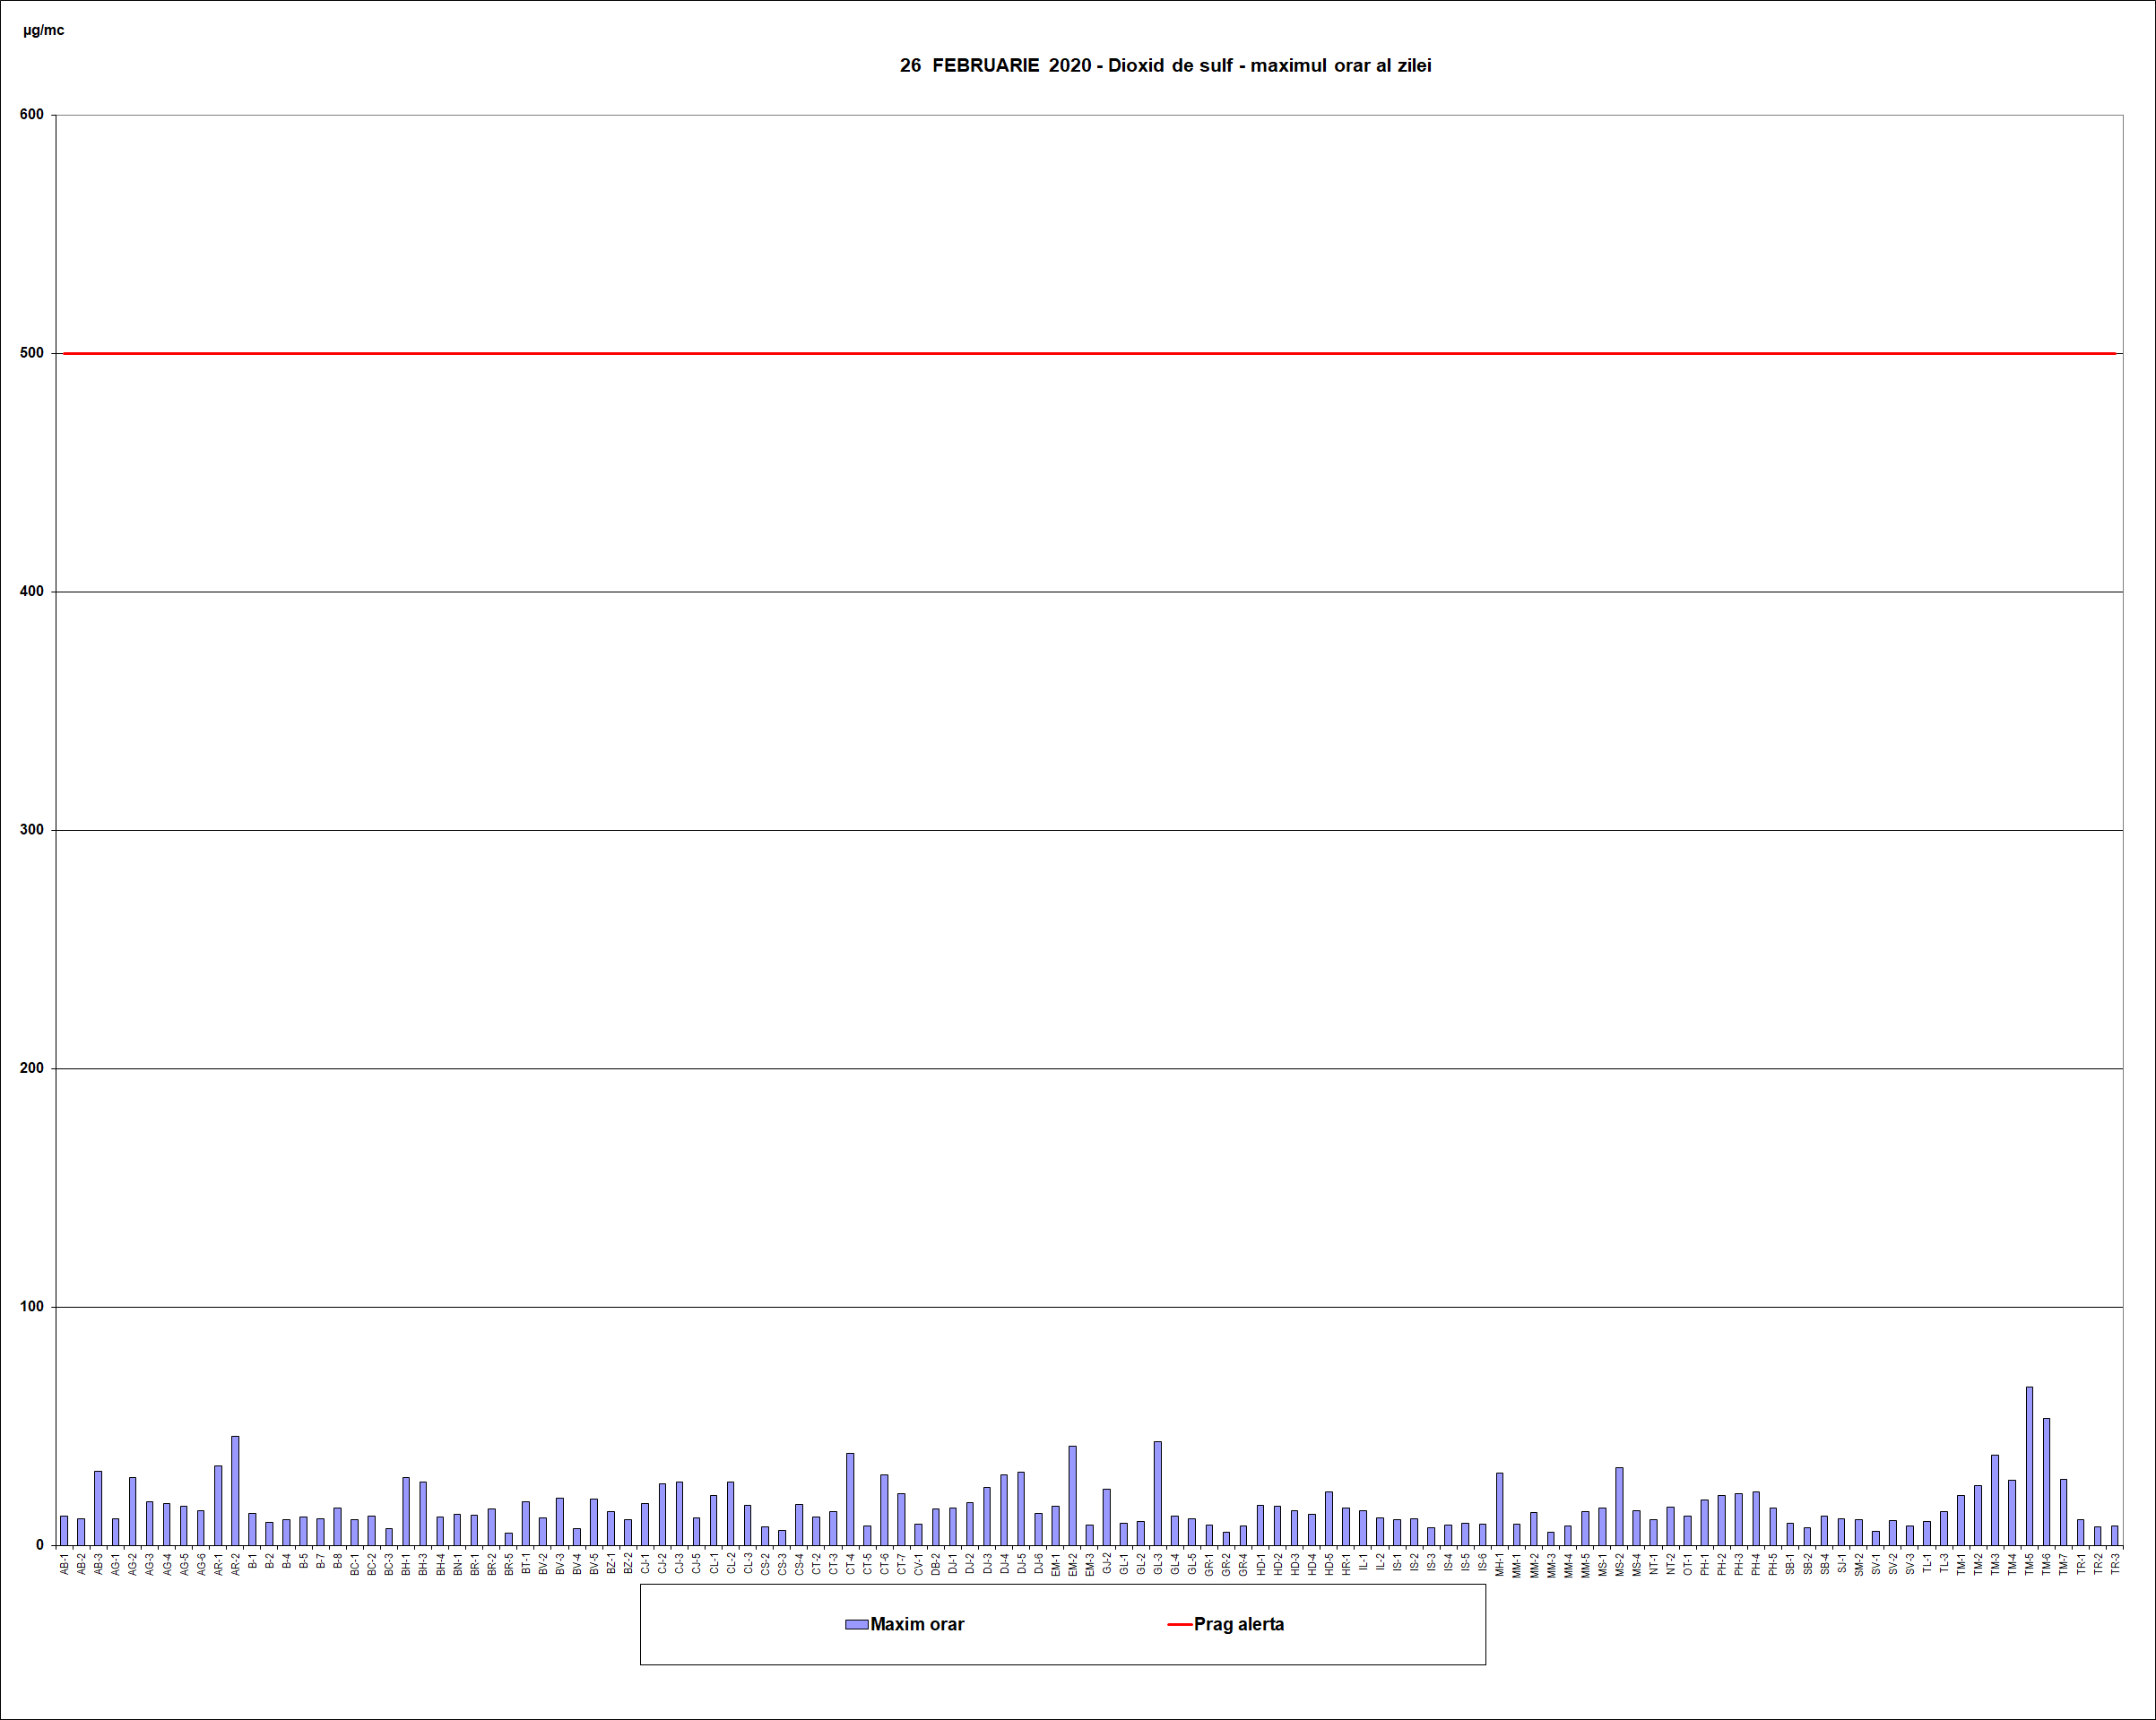 µg/mc
26 FEBRUARIE 2020 - Dioxid de sulf - maximul orar al zilei
600
500
400
300
200
100
0
AB-1 AB-2 AB-3 AG-1 AG-2 AG-3 AG-4 AG-5 AG-6 AR-1 AR-2 B-1 B-2 B-4 B-5 B-7 B-8 BC-1 BC-2 BC-3 BH-1 BH-3 BH-4 BN-1 BR-1 BR-2 BR-5 BT-1 BV-2 BV-3 BV-4 BV-5 BZ-1 BZ-2 CJ-1 CJ-2 CJ-3 CJ-5 CL-1 CL-2 CL-3 CS-2 CS-3 CS-4 CT-2 CT-3 CT-4 CT-5 CT-6 CT-7 CV-1 DB-2 DJ-1 DJ-2 DJ-3 DJ-4 DJ-5 DJ-6 EM-1 EM-2 EM-3 GJ-2 GL-1 GL-2 GL-3 GL-4 GL-5 GR-1 GR-2 GR-4 HD-1 HD-2 HD-3 HD-4 HD-5 HR-1 IL-1 IL-2 IS-1 IS-2 IS-3 IS-4 IS-5 IS-6 MH-1 MM-1 MM-2 MM-3 MM-4 MM-5 MS-1 MS-2 MS-4 NT-1 NT-2 OT-1 PH-1 PH-2 PH-3 PH-4 PH-5 SB-1 SB-2 SB-4 SJ-1 SM-2 SV-1 SV-2 SV-3 TL-1 TL-3 TM-1 TM-2 TM-3 TM-4 TM-5 TM-6 TM-7 TR-1 TR-2 TR-3
Maxim orar Prag alerta